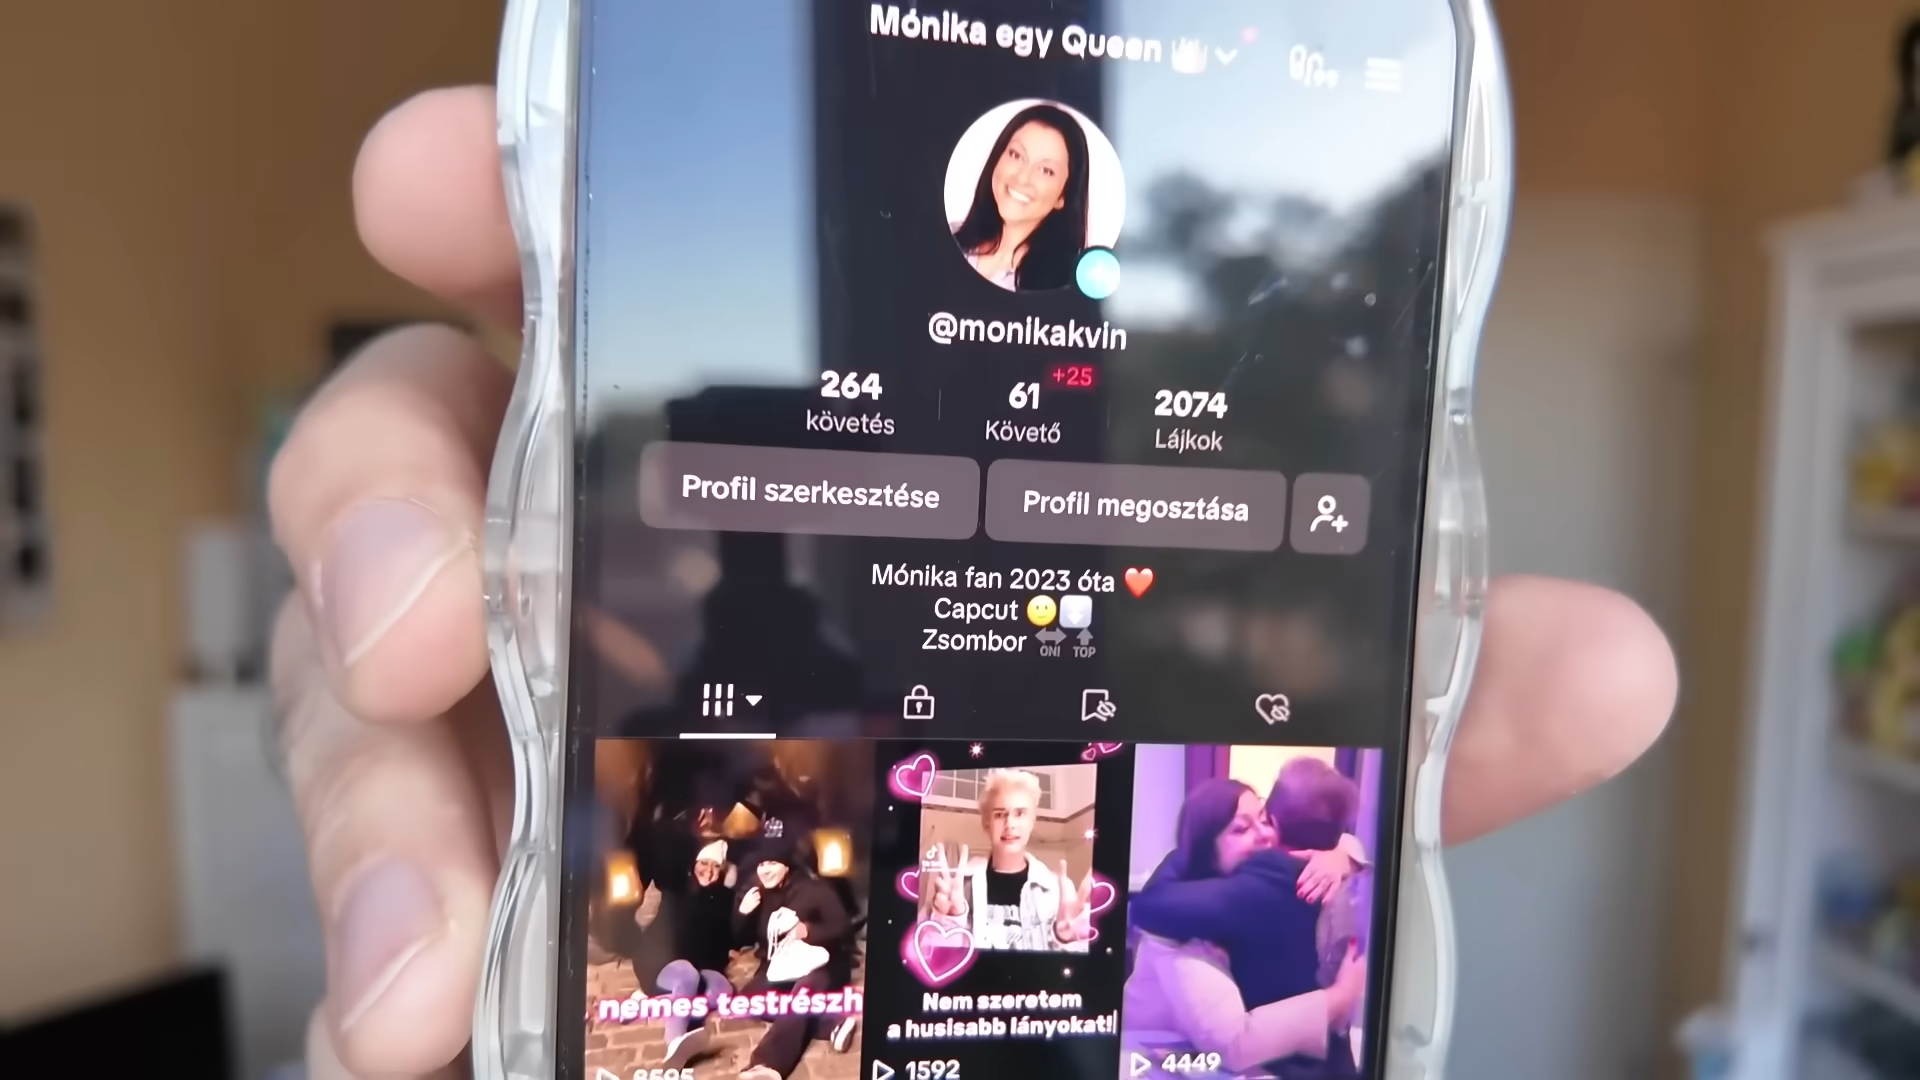 Mónika egy Queen
@monikakvin
264
követés
61 +25
Követő
2074
Lájkok
Profil szerkesztése
Profil megosztása
Mónika fan 2023 óta
Capcut
Zsombor
ON! TOP
nemes testrészh
Nem szeretem
a husisabb lányokat!
8595
1592
4449